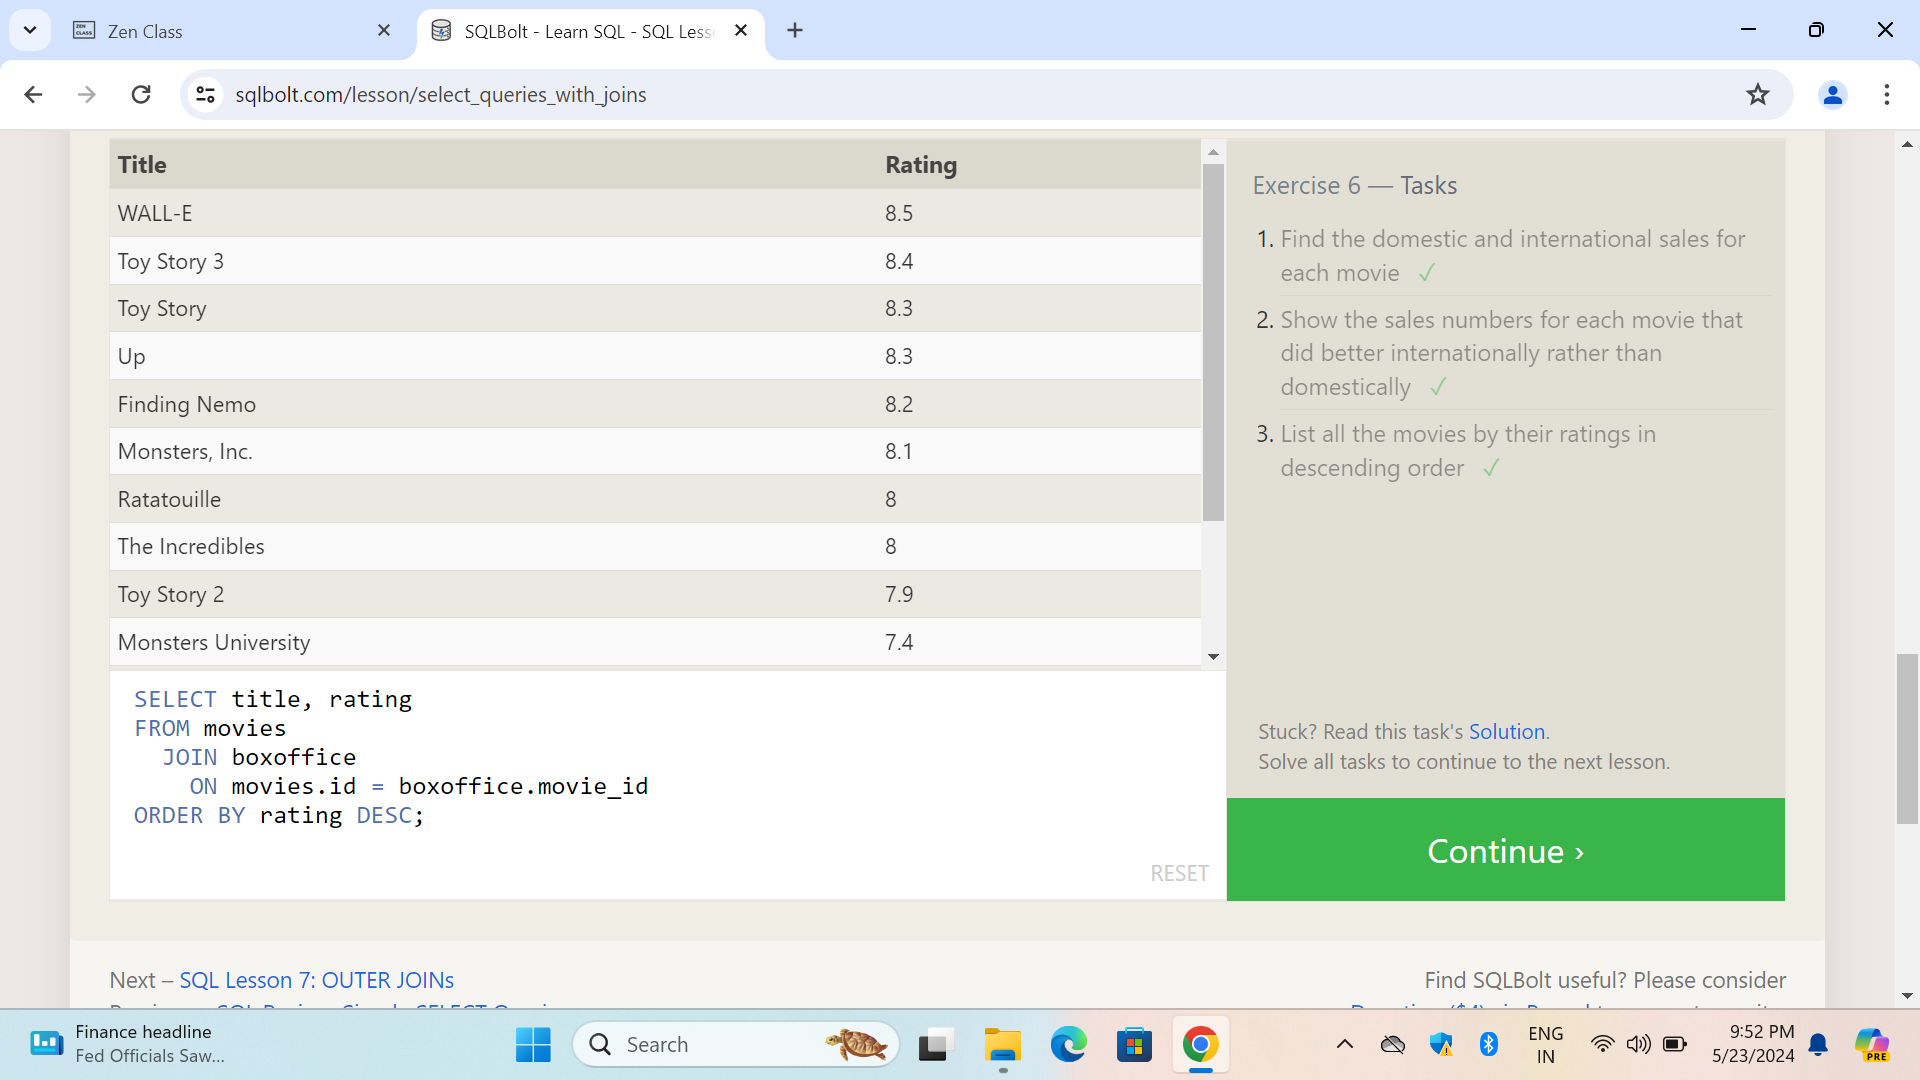 Zen Class
SQLBolt - Learn SQL - SQL Less
sqlbolt.com/lesson/select_queries_with_joins
Title Rating
WALL-E 8.5
Toy Story 3 8.4
Toy Story 8.3
Up 8.3
Finding Nemo 8.2
Monsters, Inc. 8.1
Ratatouille 8
The Incredibles 8
Toy Story 2 7.9
Monsters University 7.4
SELECT title, rating
FROM movies
JOIN boxoffice
ON movies.id = boxoffice.movie_id
ORDER BY rating DESC;
RESET
Exercise 6 — Tasks
1. Find the domestic and international sales for
each movie ✓
2. Show the sales numbers for each movie that
did better internationally rather than
domestically ✓
3. List all the movies by their ratings in
descending order ✓
Stuck? Read this task's Solution.
Solve all tasks to continue to the next lesson.
Continue ›
Next – SQL Lesson 7: OUTER JOINs
Find SQLBolt useful? Please consider
Finance headline
Fed Officials Saw...
Search
ENG
IN
9:52 PM
5/23/2024
PRE